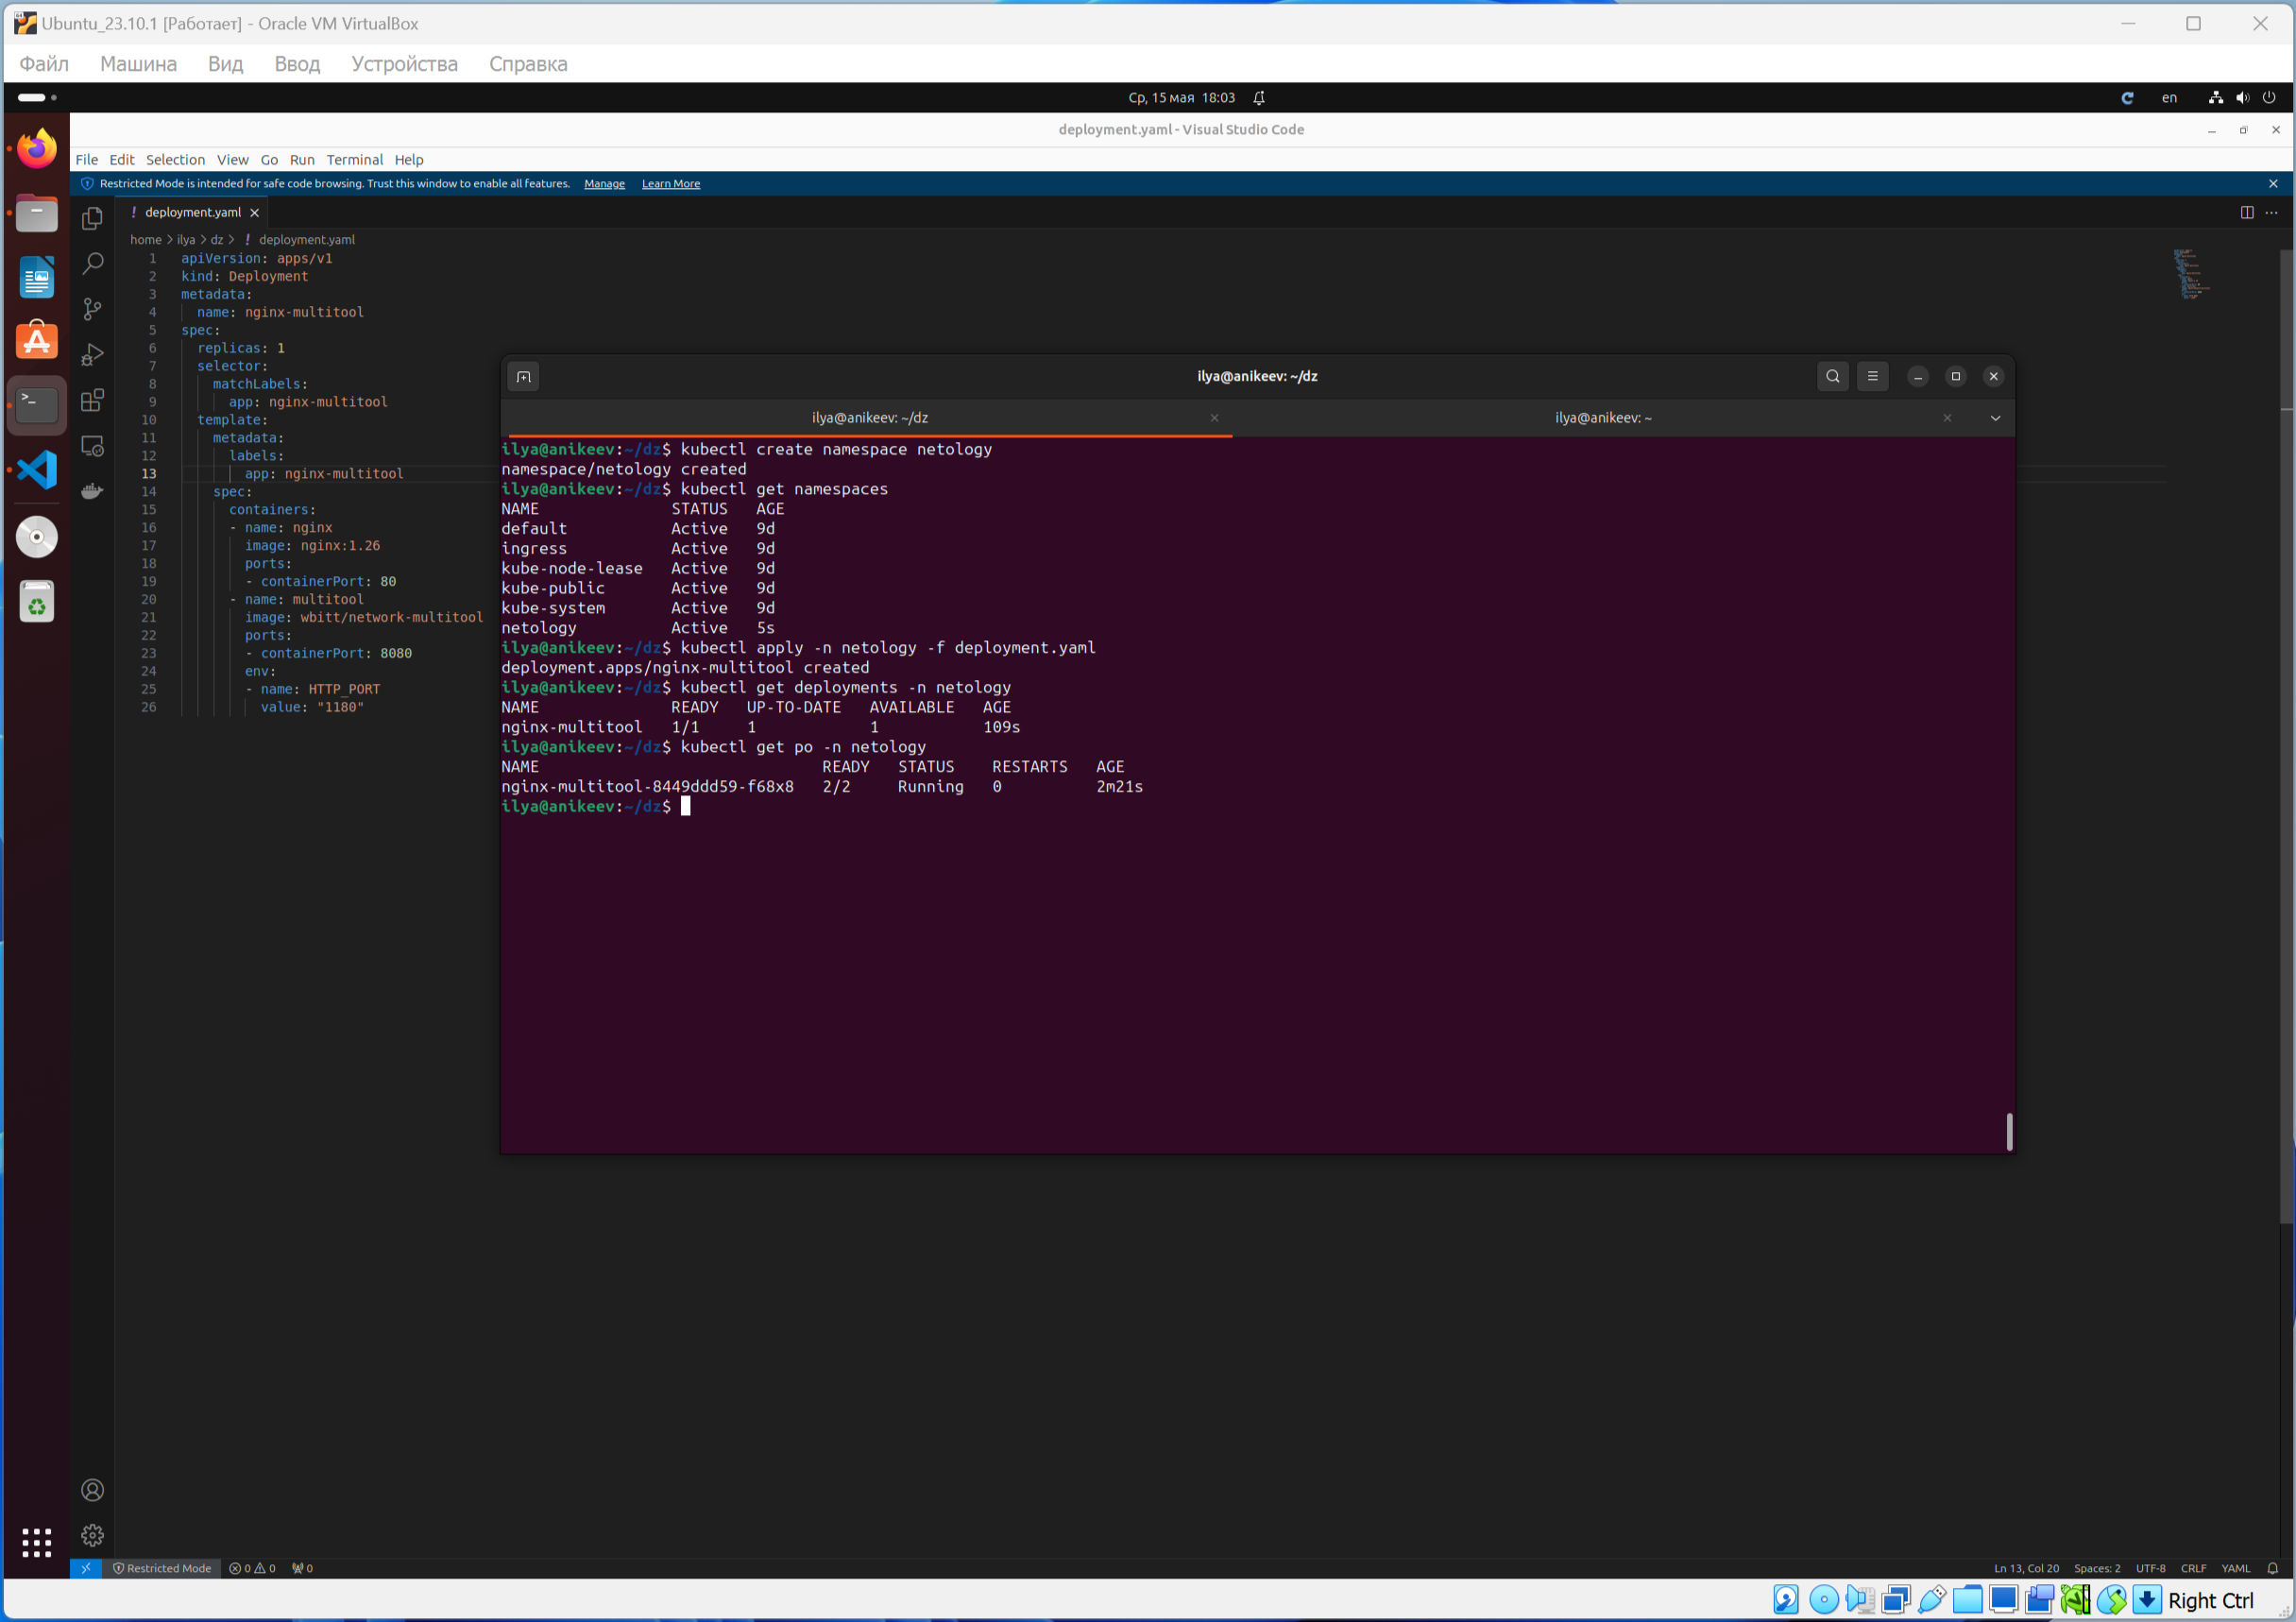 Ubuntu_23.10.1 [Работает] - Oracle VM VirtualBox
Файл Машина Вид Ввод Устройства Справка
Ср, 15 мая 18:03
en
deployment.yaml - Visual Studio Code
File Edit Selection View Go Run Terminal Help
Restricted Mode is intended for safe code browsing. Trust this window to enable all features. Manage Learn More
! deployment.yaml
home > ilya > dz > ! deployment.yaml
1 apiVersion: apps/v1
2 kind: Deployment
3 metadata:
4 name: nginx-multitool
5 spec:
6 replicas: 1
7 selector:
8 matchLabels:
9 app: nginx-multitool
10 template:
11 metadata:
12 labels:
13 app: nginx-multitool
14 spec:
15 containers:
16 - name: nginx
17 image: nginx:1.26
18 ports:
19 - containerPort: 80
20 - name: multitool
21 image: wbitt/network-multitool
22 ports:
23 - containerPort: 8080
24 env:
25 - name: HTTP_PORT
26 value: "1180"
ilya@anikeev: ~/dz
ilya@anikeev: ~/dz
ilya@anikeev: ~
ilya@anikeev:~/dz$ kubectl create namespace netology
namespace/netology created
ilya@anikeev:~/dz$ kubectl get namespaces
NAME STATUS AGE
default Active 9d
ingress Active 9d
kube-node-lease Active 9d
kube-public Active 9d
kube-system Active 9d
netology Active 5s
ilya@anikeev:~/dz$ kubectl apply -n netology -f deployment.yaml
deployment.apps/nginx-multitool created
ilya@anikeev:~/dz$ kubectl get deployments -n netology
NAME READY UP-TO-DATE AVAILABLE AGE
nginx-multitool 1/1 1 1 109s
ilya@anikeev:~/dz$ kubectl get po -n netology
NAME READY STATUS RESTARTS AGE
nginx-multitool-8449ddd59-f68x8 2/2 Running 0 2m21s
ilya@anikeev:~/dz$
Restricted Mode 0 0 0
Ln 13, Col 20 Spaces: 2 UTF-8 CRLF YAML
Right Ctrl